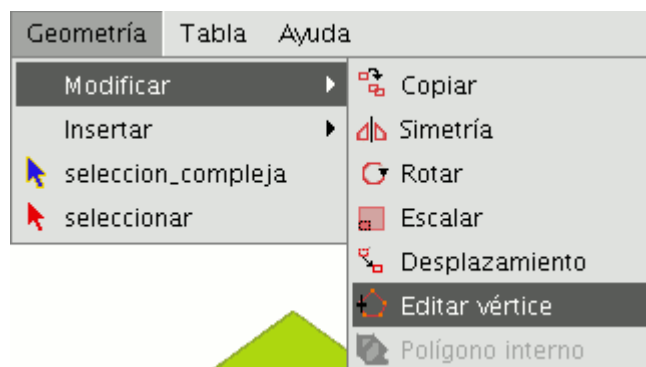 Geometría Tabla Ayuda
Modificar
Insertar
seleccion_compleja
seleccionar
Copiar
Simetría
Rotar
Escalar
Desplazamiento
Editar vértice
Polígono interno